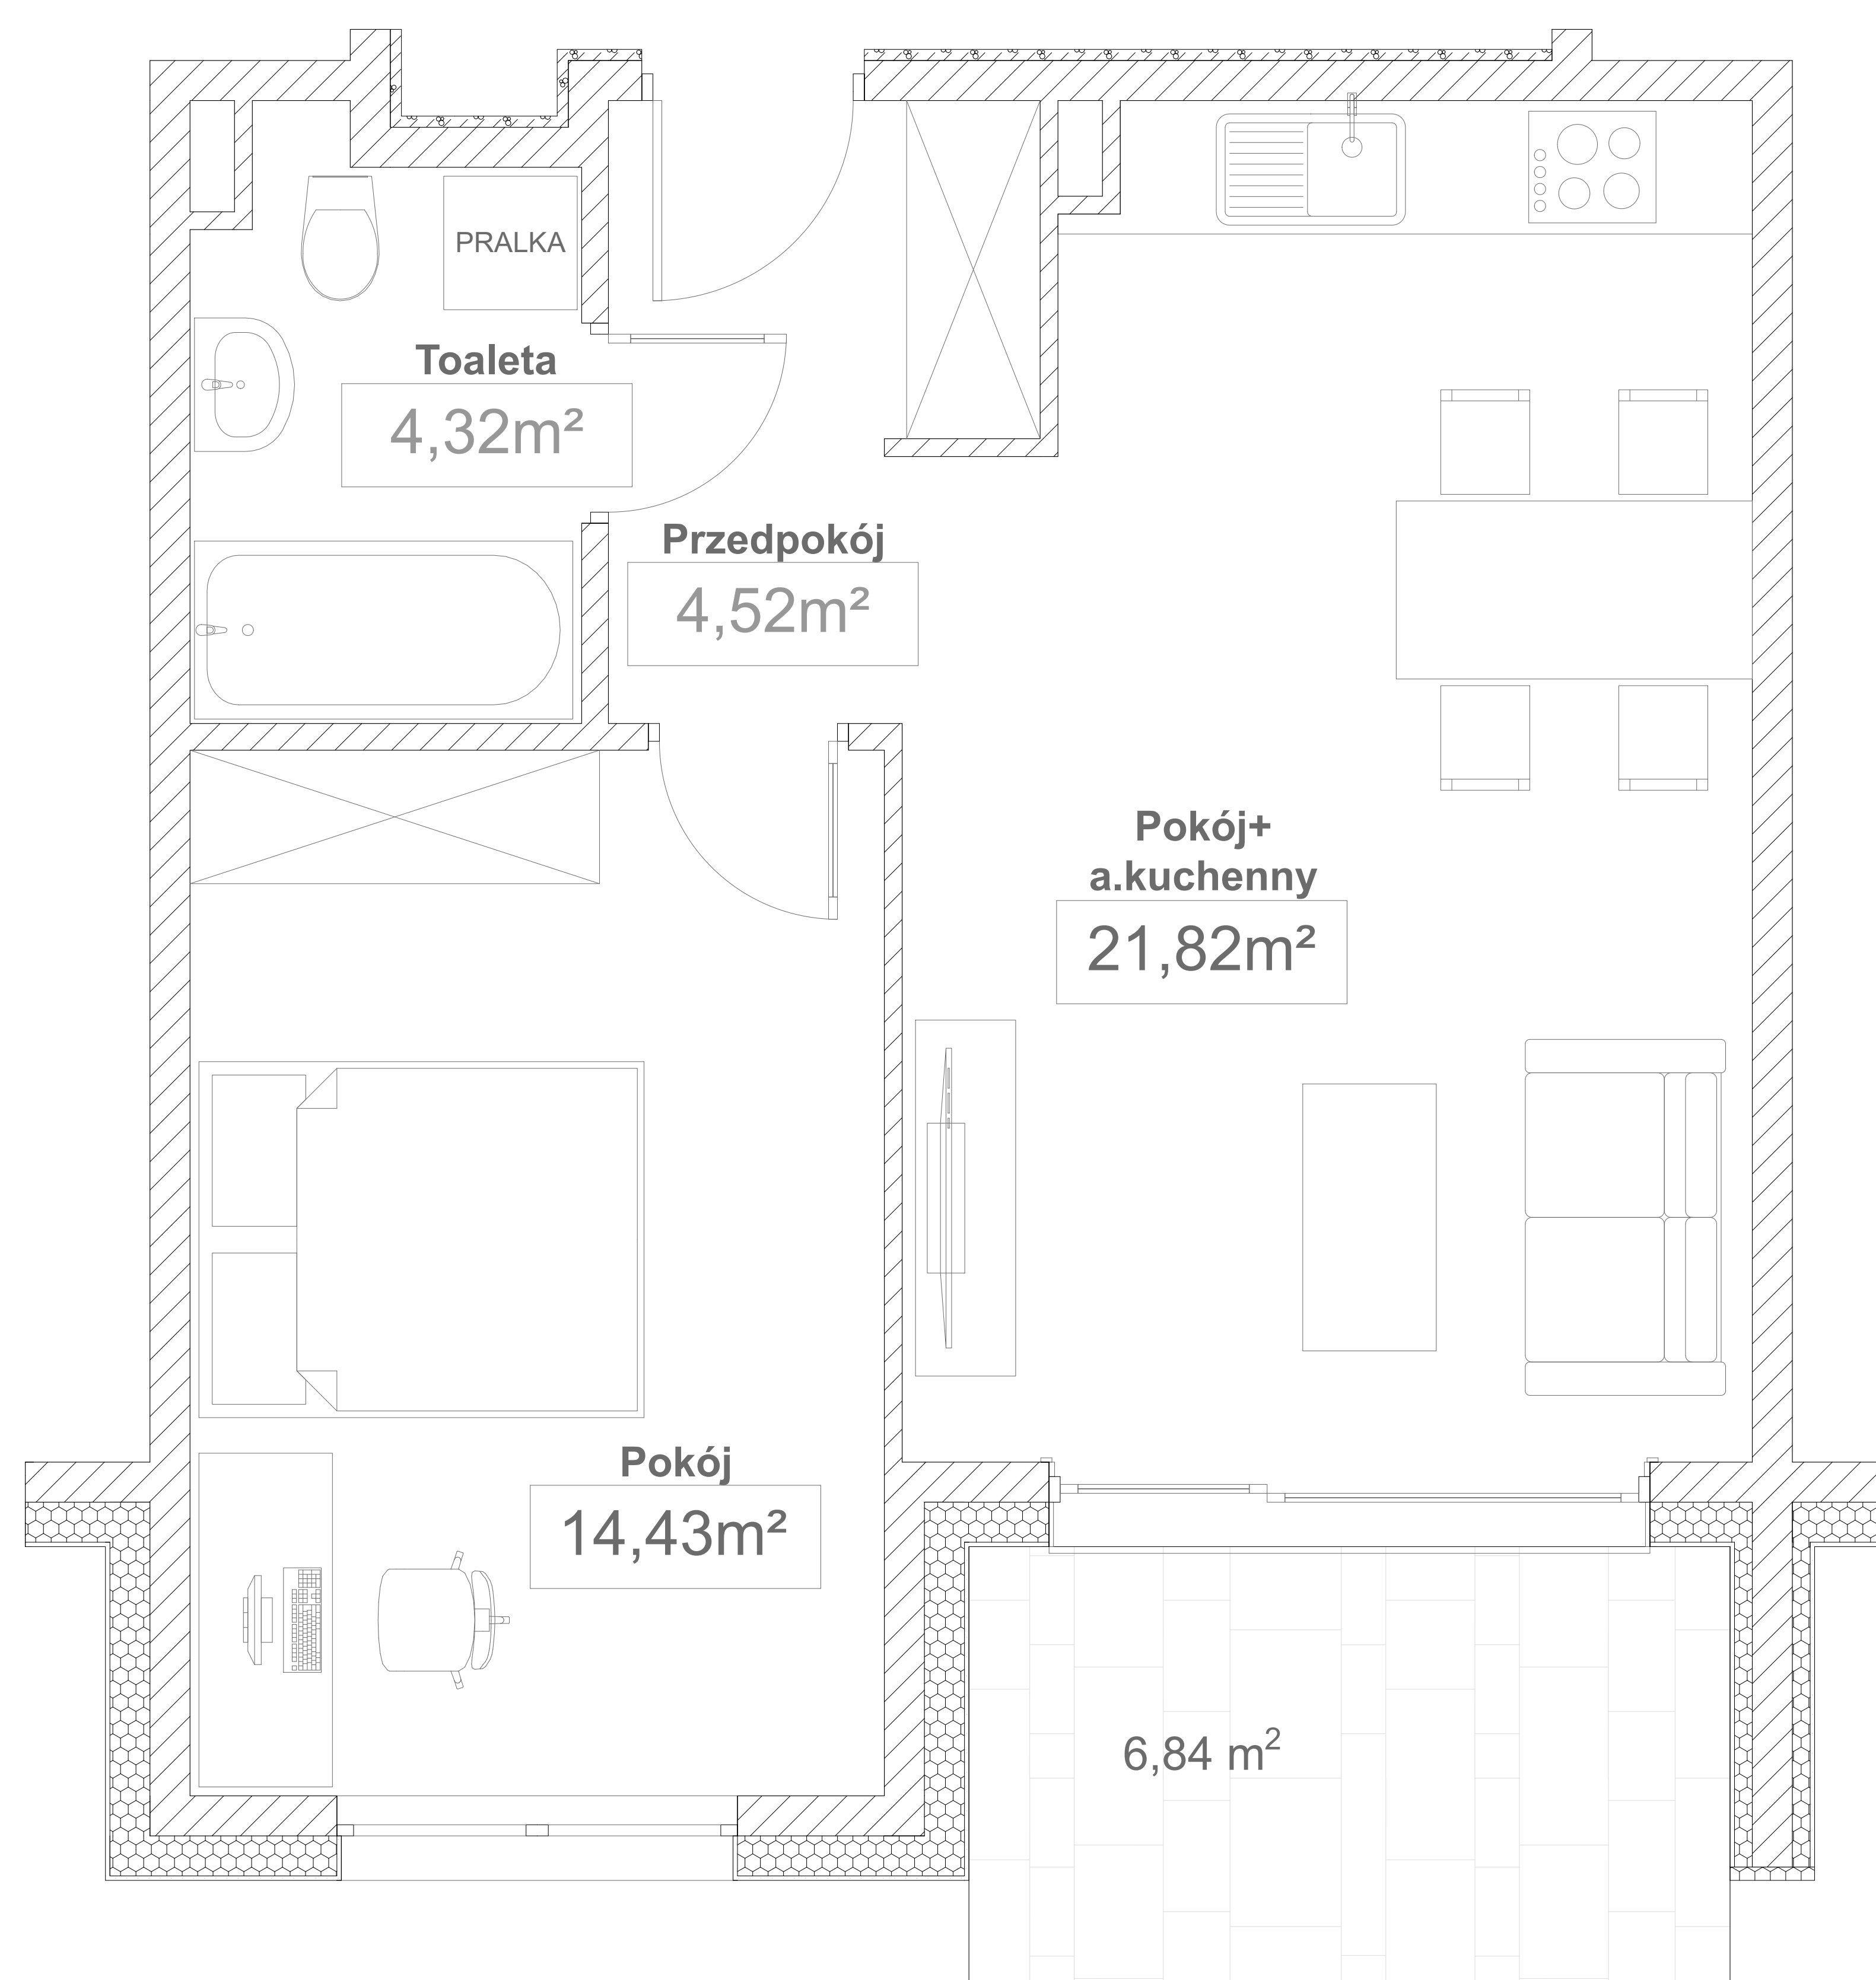 PRALKA
Toaleta
4,32m²
Przedpokój
4,52m²
Pokój+
a.kuchenny
21,82m²
Pokój
14,43m²
6,84 m²